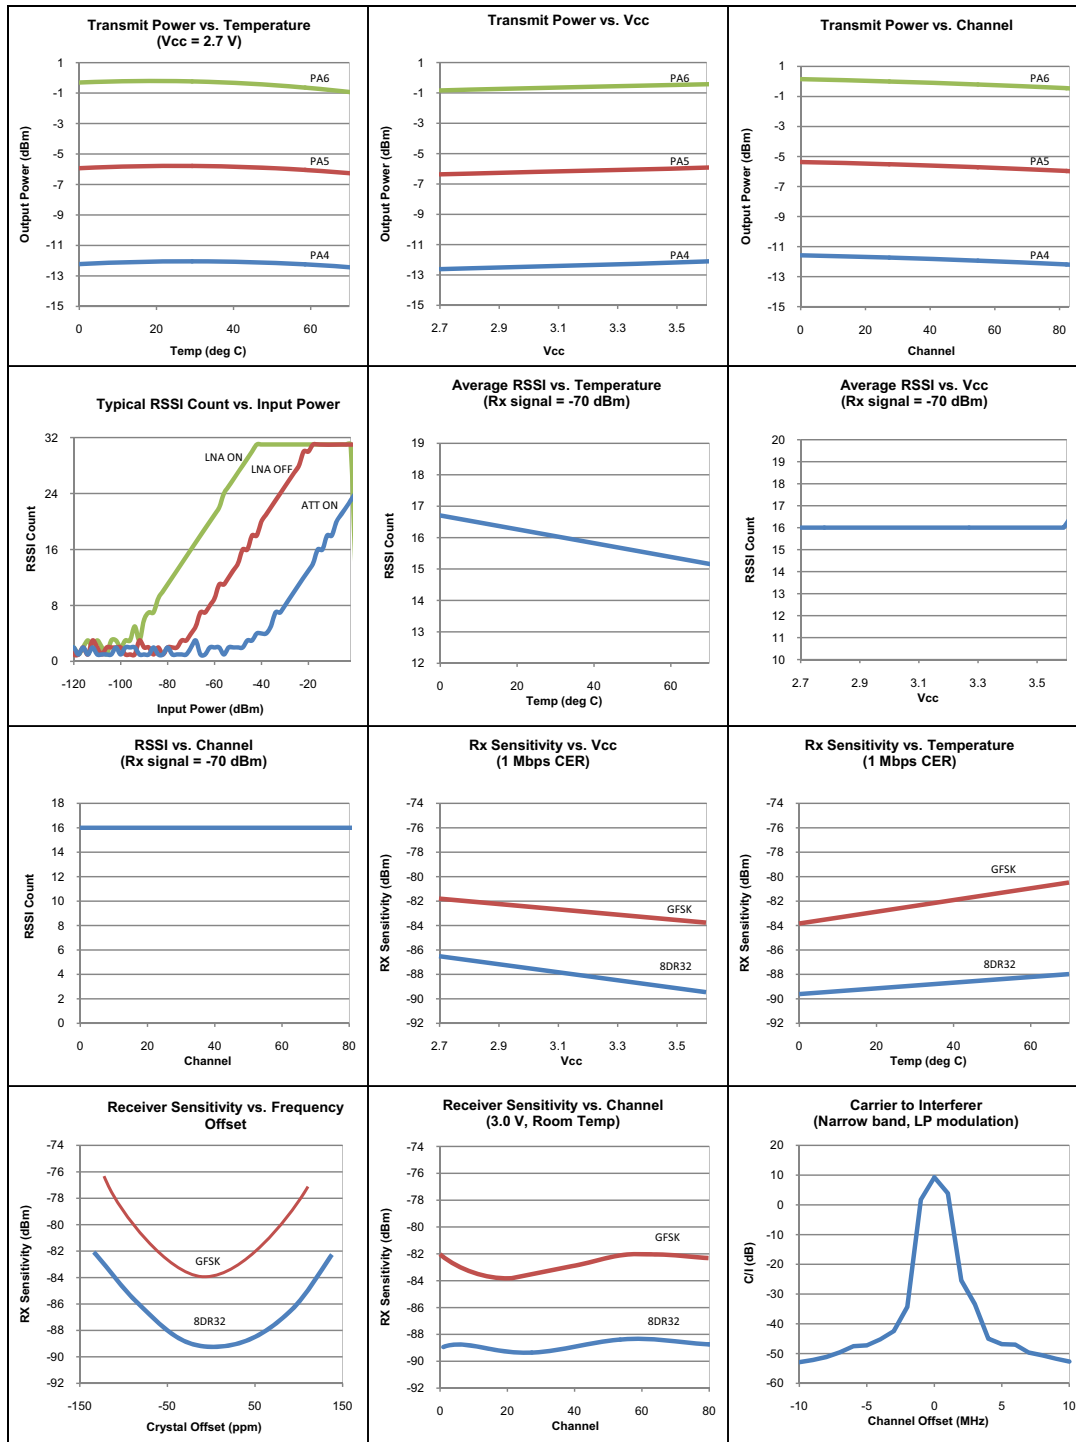 Transmit Power vs. Temperature
(Vcc = 2.7 V)
1
-1
-3
-5
-7
-9
-11
-13
-15
Output Power (dBm)
PA6
PA5
PA4
0
20
40
60
Temp (deg C)
Transmit Power vs. Vcc
1
-1
-3
-5
-7
-9
-11
-13
-15
Output Power (dBm)
PA6
PA5
PA4
2.7
2.9
3.1
3.3
3.5
Vcc
Transmit Power vs. Channel
1
-1
-3
-5
-7
-9
-11
-13
-15
Output Power (dBm)
PA6
PA5
PA4
0
20
40
60
80
Channel
Typical RSSI Count vs. Input Power
32
24
16
8
0
RSSI Count
LNA ON
LNA OFF
ATT ON
-120
-100
-80
-60
-40
-20
Input Power (dBm)
Average RSSI vs. Temperature
(Rx signal = -70 dBm)
19
18
17
16
15
14
13
12
RSSI Count
0
20
40
60
Temp (deg C)
Average RSSI vs. Vcc
(Rx signal = -70 dBm)
20
19
18
17
16
15
14
13
12
11
10
RSSI Count
2.7
2.9
3.1
3.3
3.5
Vcc
RSSI vs. Channel
(Rx signal = -70 dBm)
18
16
14
12
10
8
6
4
2
0
RSSI Count
0
20
40
60
80
Channel
Rx Sensitivity vs. Vcc
(1 Mbps CER)
-74
-76
-78
-80
-82
-84
-86
-88
-90
-92
RX Sensitivity (dBm)
GFSK
8DR32
2.7
2.9
3.1
3.3
3.5
Vcc
Rx Sensitivity vs. Temperature
(1 Mbps CER)
-74
-76
-78
-80
-82
-84
-86
-88
-90
-92
RX Sensitivity (dBm)
GFSK
8DR32
0
20
40
60
Temp (deg C)
Receiver Sensitivity vs. Frequency
Offset
-74
-76
-78
-80
-82
-84
-86
-88
-90
-92
RX Sensitivity (dBm)
GFSK
8DR32
-150
-50
50
150
Crystal Offset (ppm)
Receiver Sensitivity vs. Channel
(3.0 V, Room Temp)
-74
-76
-78
-80
-82
-84
-86
-88
-90
-92
RX Sensitivity (dBm)
GFSK
8DR32
0
20
40
60
80
Channel
Carrier to Interferer
(Narrow band, LP modulation)
20
10
0
-10
-20
-30
-40
-50
-60
C/I (dB)
-10
-5
0
5
10
Channel Offset (MHz)